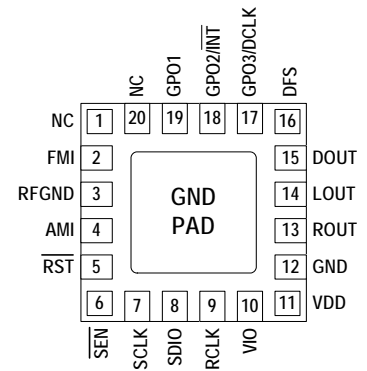 NC
GPO1
GPO2/INT
GPO3/DCLK
DFS
NC 1 20 19 18 17 16
FMI 2 15 DOUT
RFGND 3 GND 14 LOUT
AMI 4 PAD 13 ROUT
RST 5 12 GND
6 7 8 9 10 11 VDD
SEN
SCLK
SDIO
RCLK
VIO